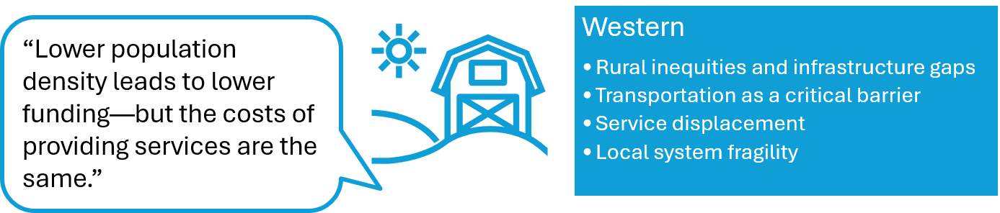 “Lower population
density leads to lower
funding—but the costs of
providing services are the
same.”
Western
• Rural inequities and infrastructure gaps
• Transportation as a critical barrier
• Service displacement
• Local system fragility